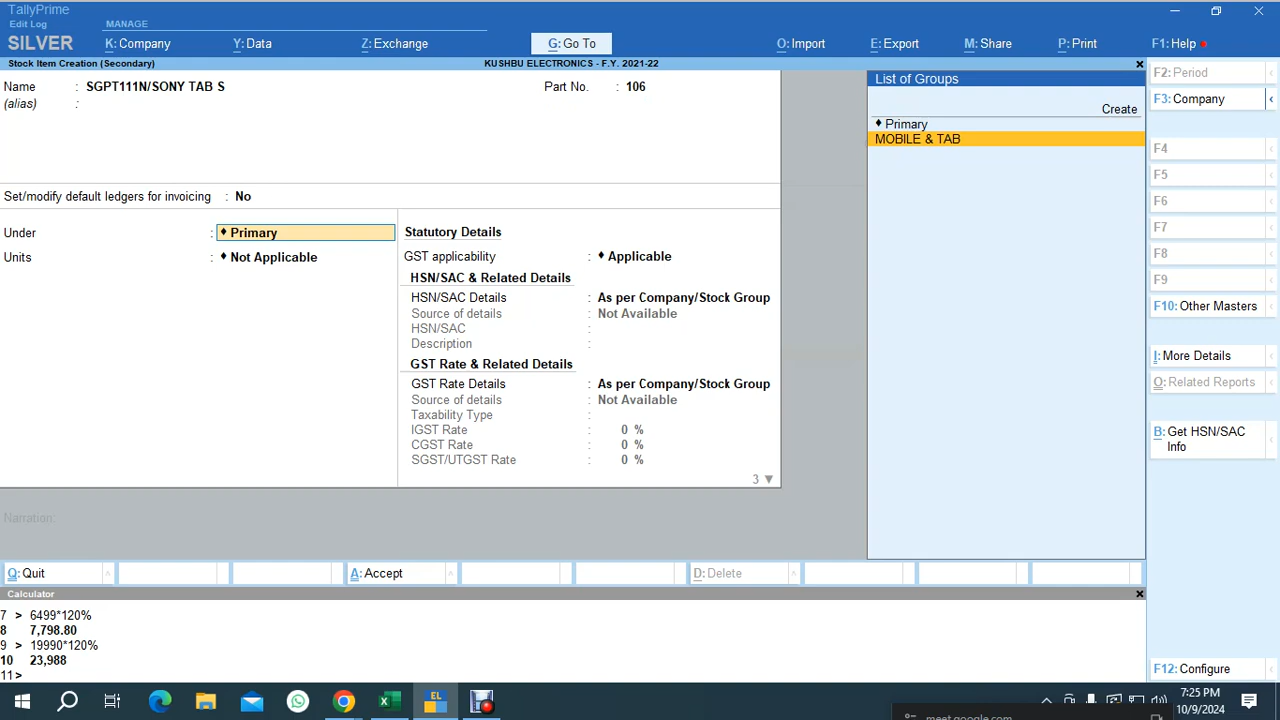 TallyPrime
Edit Log
SILVER
MANAGE
K: Company
Y: Data
Z: Exchange
G: Go To
O: Import
E: Export
M: Share
P: Print
F1: Help
Stock Item Creation (Secondary)
KUSHBU ELECTRONICS - F.Y. 2021-22
Name : SGPT111N/SONY TAB S
Part No. : 106
(alias) :
Set/modify default ledgers for invoicing : No
Under : ♦ Primary
Units : ♦ Not Applicable
Statutory Details
GST applicability : ♦ Applicable
HSN/SAC & Related Details
HSN/SAC Details : As per Company/Stock Group
Source of details : Not Available
HSN/SAC :
Description :
GST Rate & Related Details
GST Rate Details : As per Company/Stock Group
Source of details : Not Available
Taxability Type :
IGST Rate : 0 %
CGST Rate : 0 %
SGST/UTGST Rate : 0 %
3 ▼
Narration:
List of Groups
Create
♦ Primary
MOBILE & TAB
F2: Period
F3: Company
F4
F5
F6
F7
F8
F9
F10: Other Masters
I: More Details
O: Related Reports
B: Get HSN/SAC
Info
F12: Configure
Q: Quit
A: Accept
D: Delete
Calculator
7 > 6499*120%
8 7,798.80
9 > 19990*120%
10 23,988
11 >
EL
7:25 PM
10/9/2024
meet.google.com